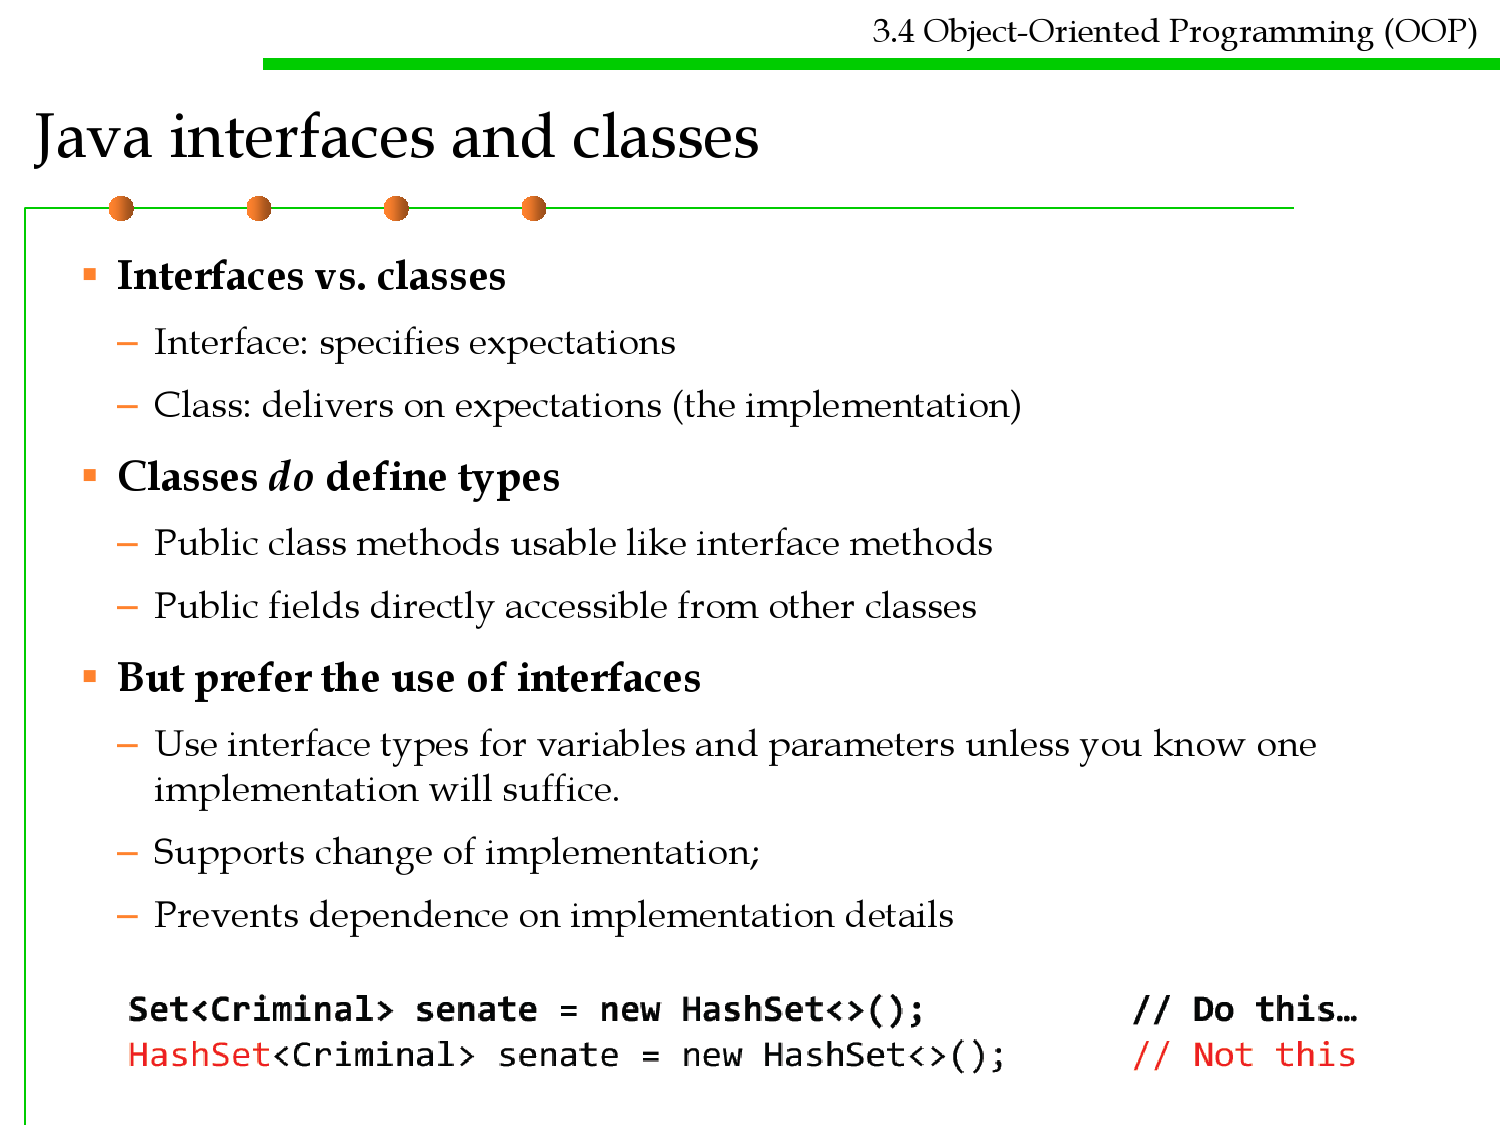 3.4 Object-Oriented Programming (OOP)
Java interfaces and classes
▪ Interfaces vs. classes
– Interface: specifies expectations
– Class: delivers on expectations (the implementation)
▪ Classes do define types
– Public class methods usable like interface methods
– Public fields directly accessible from other classes
▪ But prefer the use of interfaces
– Use interface types for variables and parameters unless you know one
implementation will suffice.
– Supports change of implementation;
– Prevents dependence on implementation details
Set<Criminal> senate = new HashSet<>(); // Do this…
HashSet<Criminal> senate = new HashSet<>(); // Not this